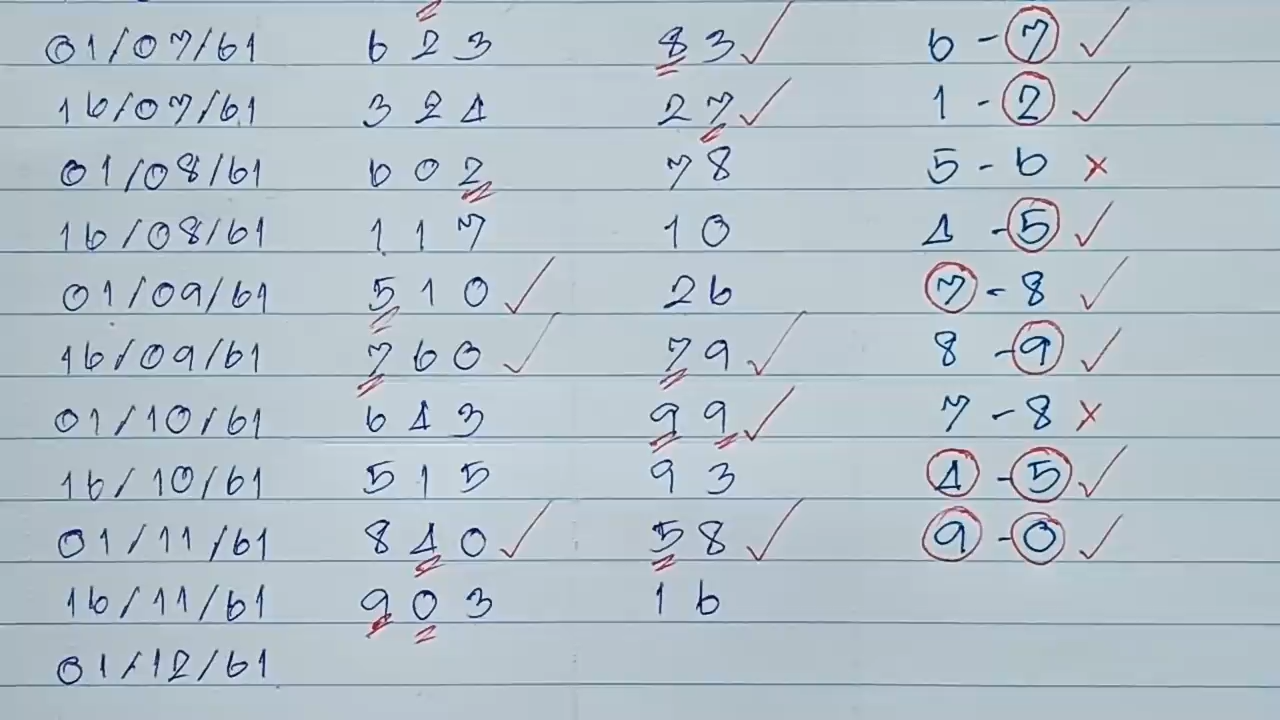 01/07/61 623 83 ✓ 6-7 ✓
16/07/61 324 27 ✓ 1-2 ✓
01/08/61 602 78 5-6 ×
16/08/61 117 10 4-5 ✓
01/09/61 510 ✓ 26 7-8 ✓
16/09/61 760 ✓ 79 ✓ 8-9 ✓
01/10/61 643 99 ✓ 7-8 ×
16/10/61 515 93 4-5 ✓
01/11/61 840 ✓ 58 ✓ 9-0 ✓
16/11/61 903 16
01/12/61